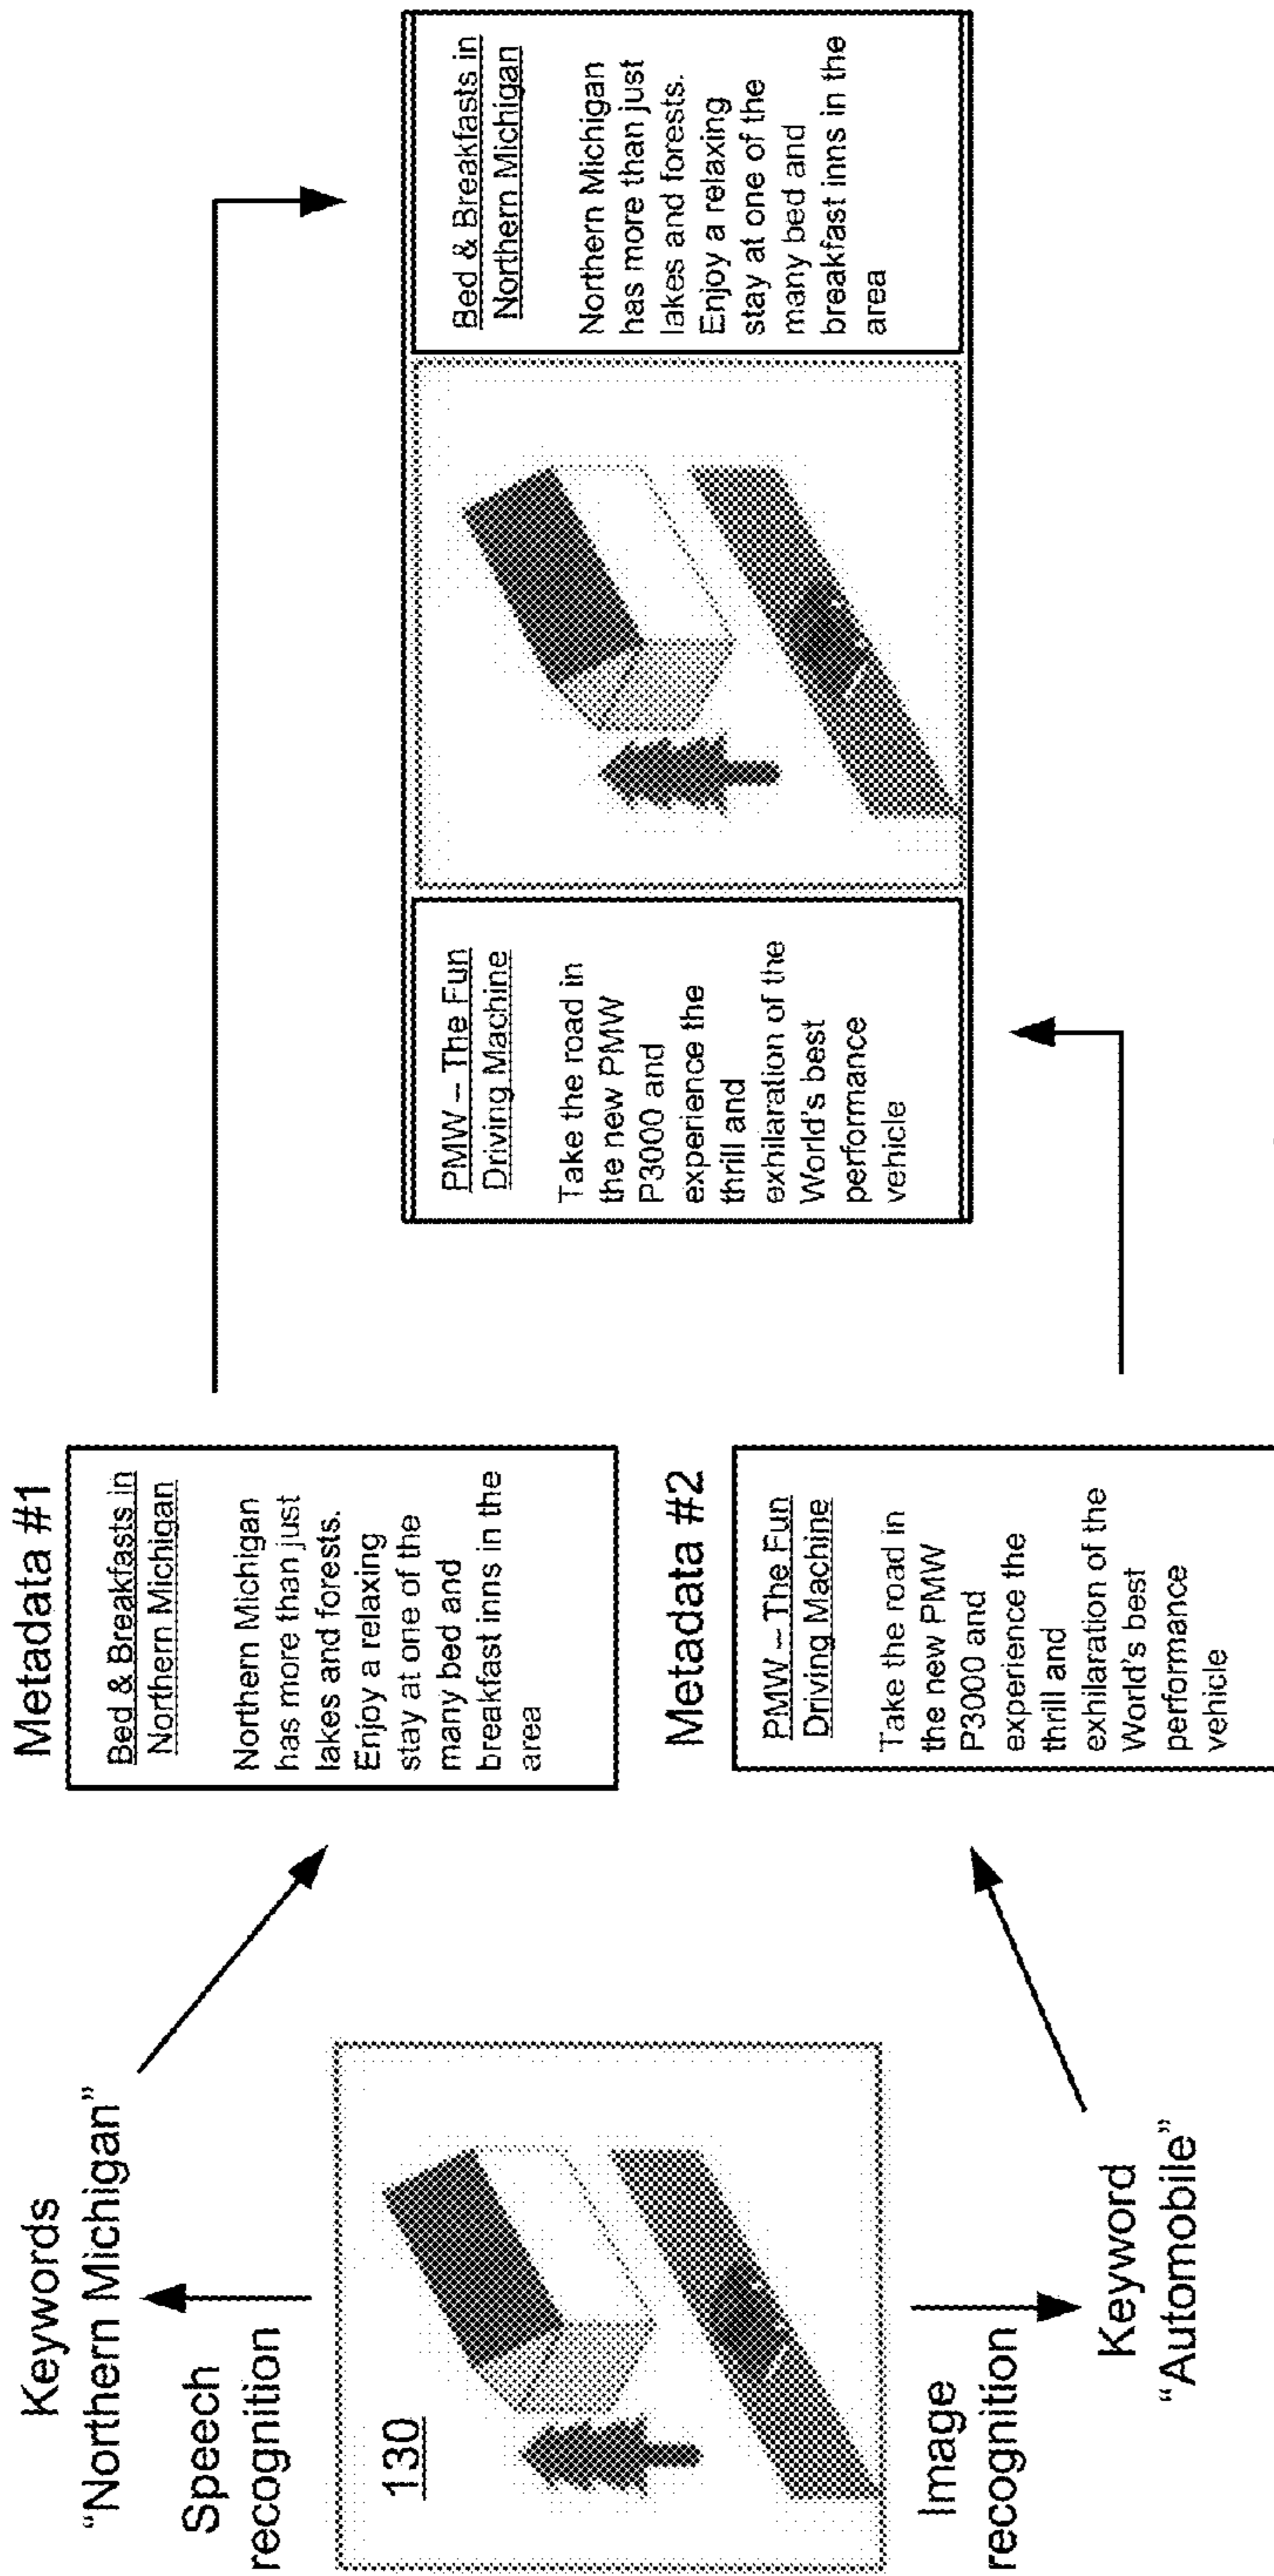 Keywords
“Northern Michigan”
Speech
recognition
130
Image
recognition
Keyword
“Automobile”
Metadata #1
Bed & Breakfasts in
Northern Michigan
Northern Michigan
has more than just
lakes and forests.
Enjoy a relaxing
stay at one of the
many bed and
breakfast inns in the
area
Metadata #2
PMW – The Fun
Driving Machine
Take the road in
the new PMW
P3000 and
experience the
thrill and
exhilaration of the
World's best
performance
vehicle
PMW – The Fun
Driving Machine
Take the road in
the new PMW
P3000 and
experience the
thrill and
exhilaration of the
World's best
performance
vehicle
Bed & Breakfasts in
Northern Michigan
Northern Michigan
has more than just
lakes and forests.
Enjoy a relaxing
stay at one of the
many bed and
breakfast inns in the
area